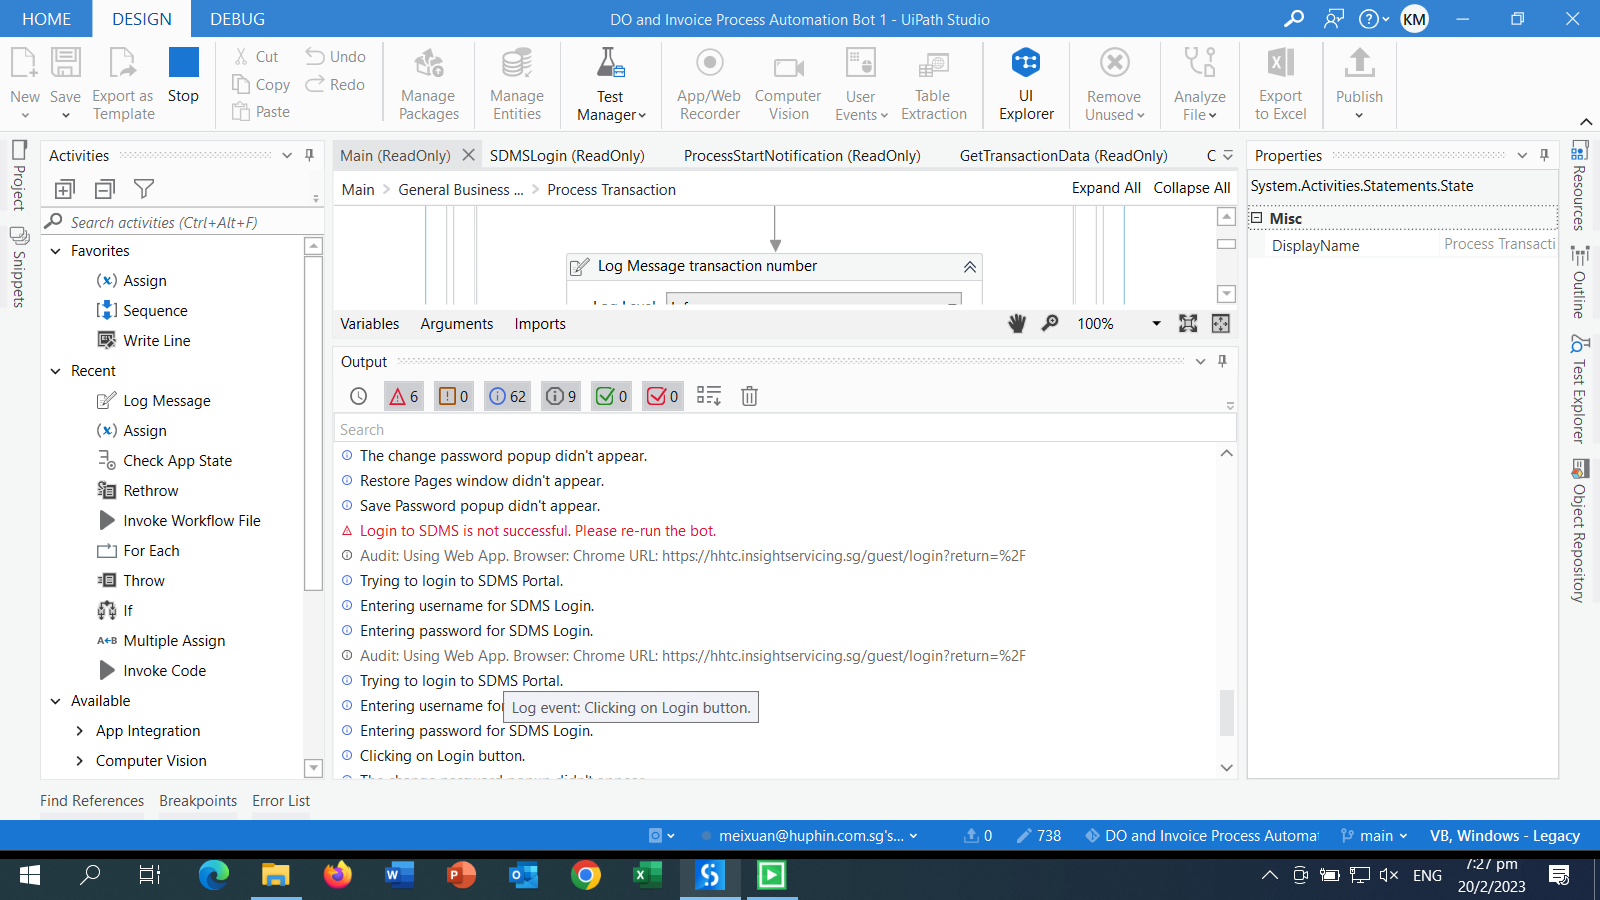 HOME DESIGN DEBUG DO and Invoice Process Automation Bot 1 - UiPath Studio KM
New Save Export as Template Stop Cut Copy Paste Undo Redo Manage Packages Manage Entities Test Manager App/Web Recorder Computer Vision User Events Table Extraction UI Explorer Remove Unused Analyze File Export to Excel Publish
Project
Snippets
Activities
Search activities (Ctrl+Alt+F)
Favorites
Assign
Sequence
Write Line
Recent
Log Message
Assign
Check App State
Rethrow
Invoke Workflow File
For Each
Throw
If
Multiple Assign
Invoke Code
Available
App Integration
Computer Vision
Main (ReadOnly) SDMSLogin (ReadOnly) ProcessStartNotification (ReadOnly) GetTransactionData (ReadOnly) C
Main > General Business ... > Process Transaction Expand All Collapse All
Log Message transaction number
Variables Arguments Imports 100%
Output
6 0 62 9 0 0
Search
The change password popup didn't appear.
Restore Pages window didn't appear.
Save Password popup didn't appear.
Login to SDMS is not successful. Please re-run the bot.
Audit: Using Web App. Browser: Chrome URL: https://hhtc.insightservicing.sg/guest/login?return=%2F
Trying to login to SDMS Portal.
Entering username for SDMS Login.
Entering password for SDMS Login.
Audit: Using Web App. Browser: Chrome URL: https://hhtc.insightservicing.sg/guest/login?return=%2F
Trying to login to SDMS Portal.
Entering username fo
Log event: Clicking on Login button.
Entering password for SDMS Login.
Clicking on Login button.
Properties
System.Activities.Statements.State
Misc
DisplayName Process Transacti
Resources
Outline
Test Explorer
Object Repository
Find References Breakpoints Error List
meixuan@huphin.com.sg's... 0 738 DO and Invoice Process Automat main VB, Windows - Legacy
ENG 7:27 pm
20/2/2023